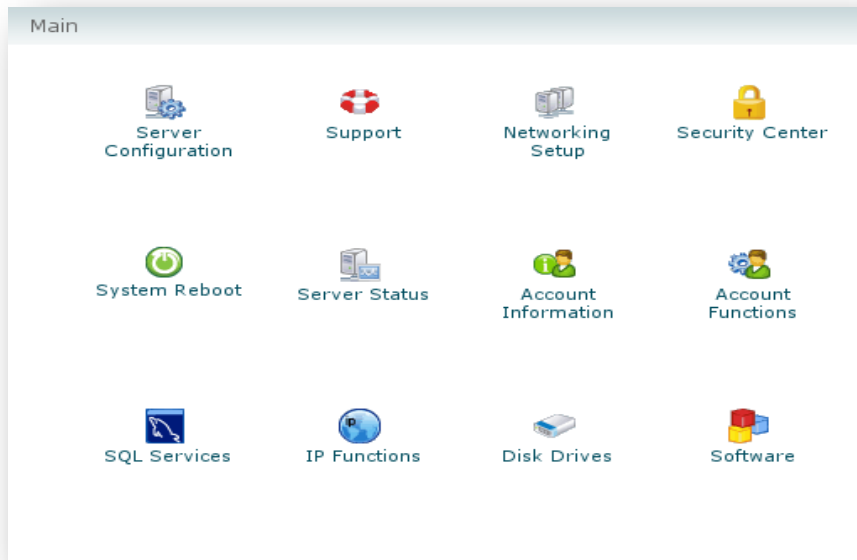 Main
Server
Configuration
Support
Networking
Setup
Security Center
System Reboot
Server Status
Account
Information
Account
Functions
SQL Services
ip
IP Functions
Disk Drives
Software